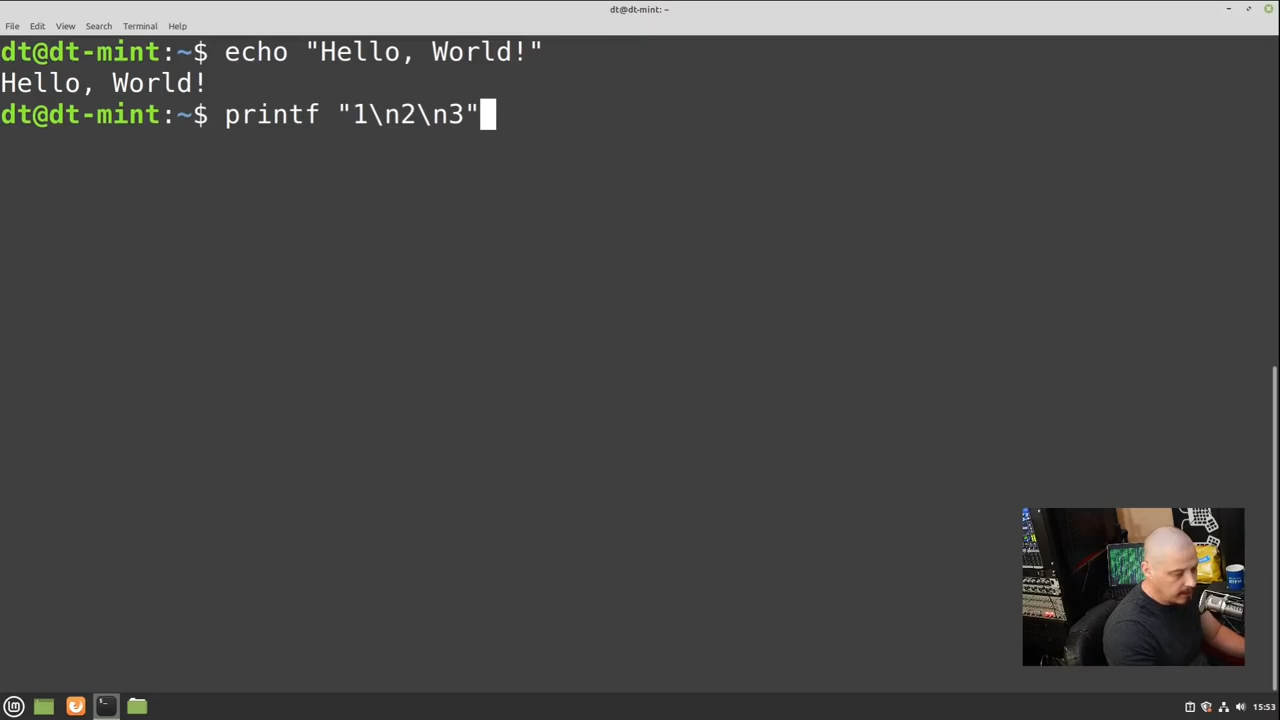 dt@dt-mint: ~
File Edit View Search Terminal Help
dt@dt-mint:~$ echo "Hello, World!"
Hello, World!
dt@dt-mint:~$ printf "1\n2\n3"
15:53